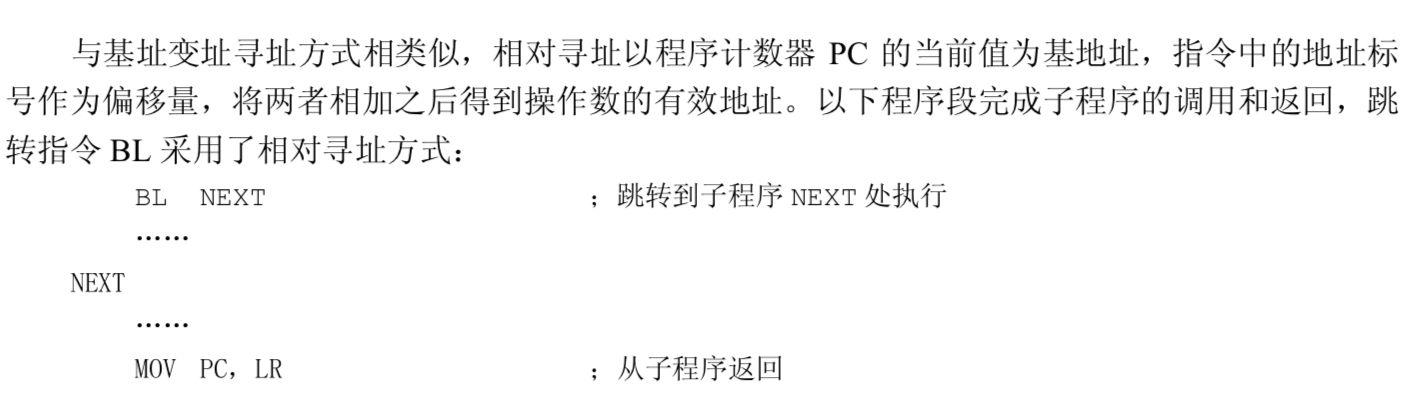 与基址变址寻址方式相类似，相对寻址以程序计数器 PC 的当前值为基地址，指令中的地址标
号作为偏移量，将两者相加之后得到操作数的有效地址。以下程序段完成子程序的调用和返回，跳
转指令 BL 采用了相对寻址方式：
BL NEXT ；跳转到子程序 NEXT 处执行
……
NEXT
……
MOV PC，LR ；从子程序返回